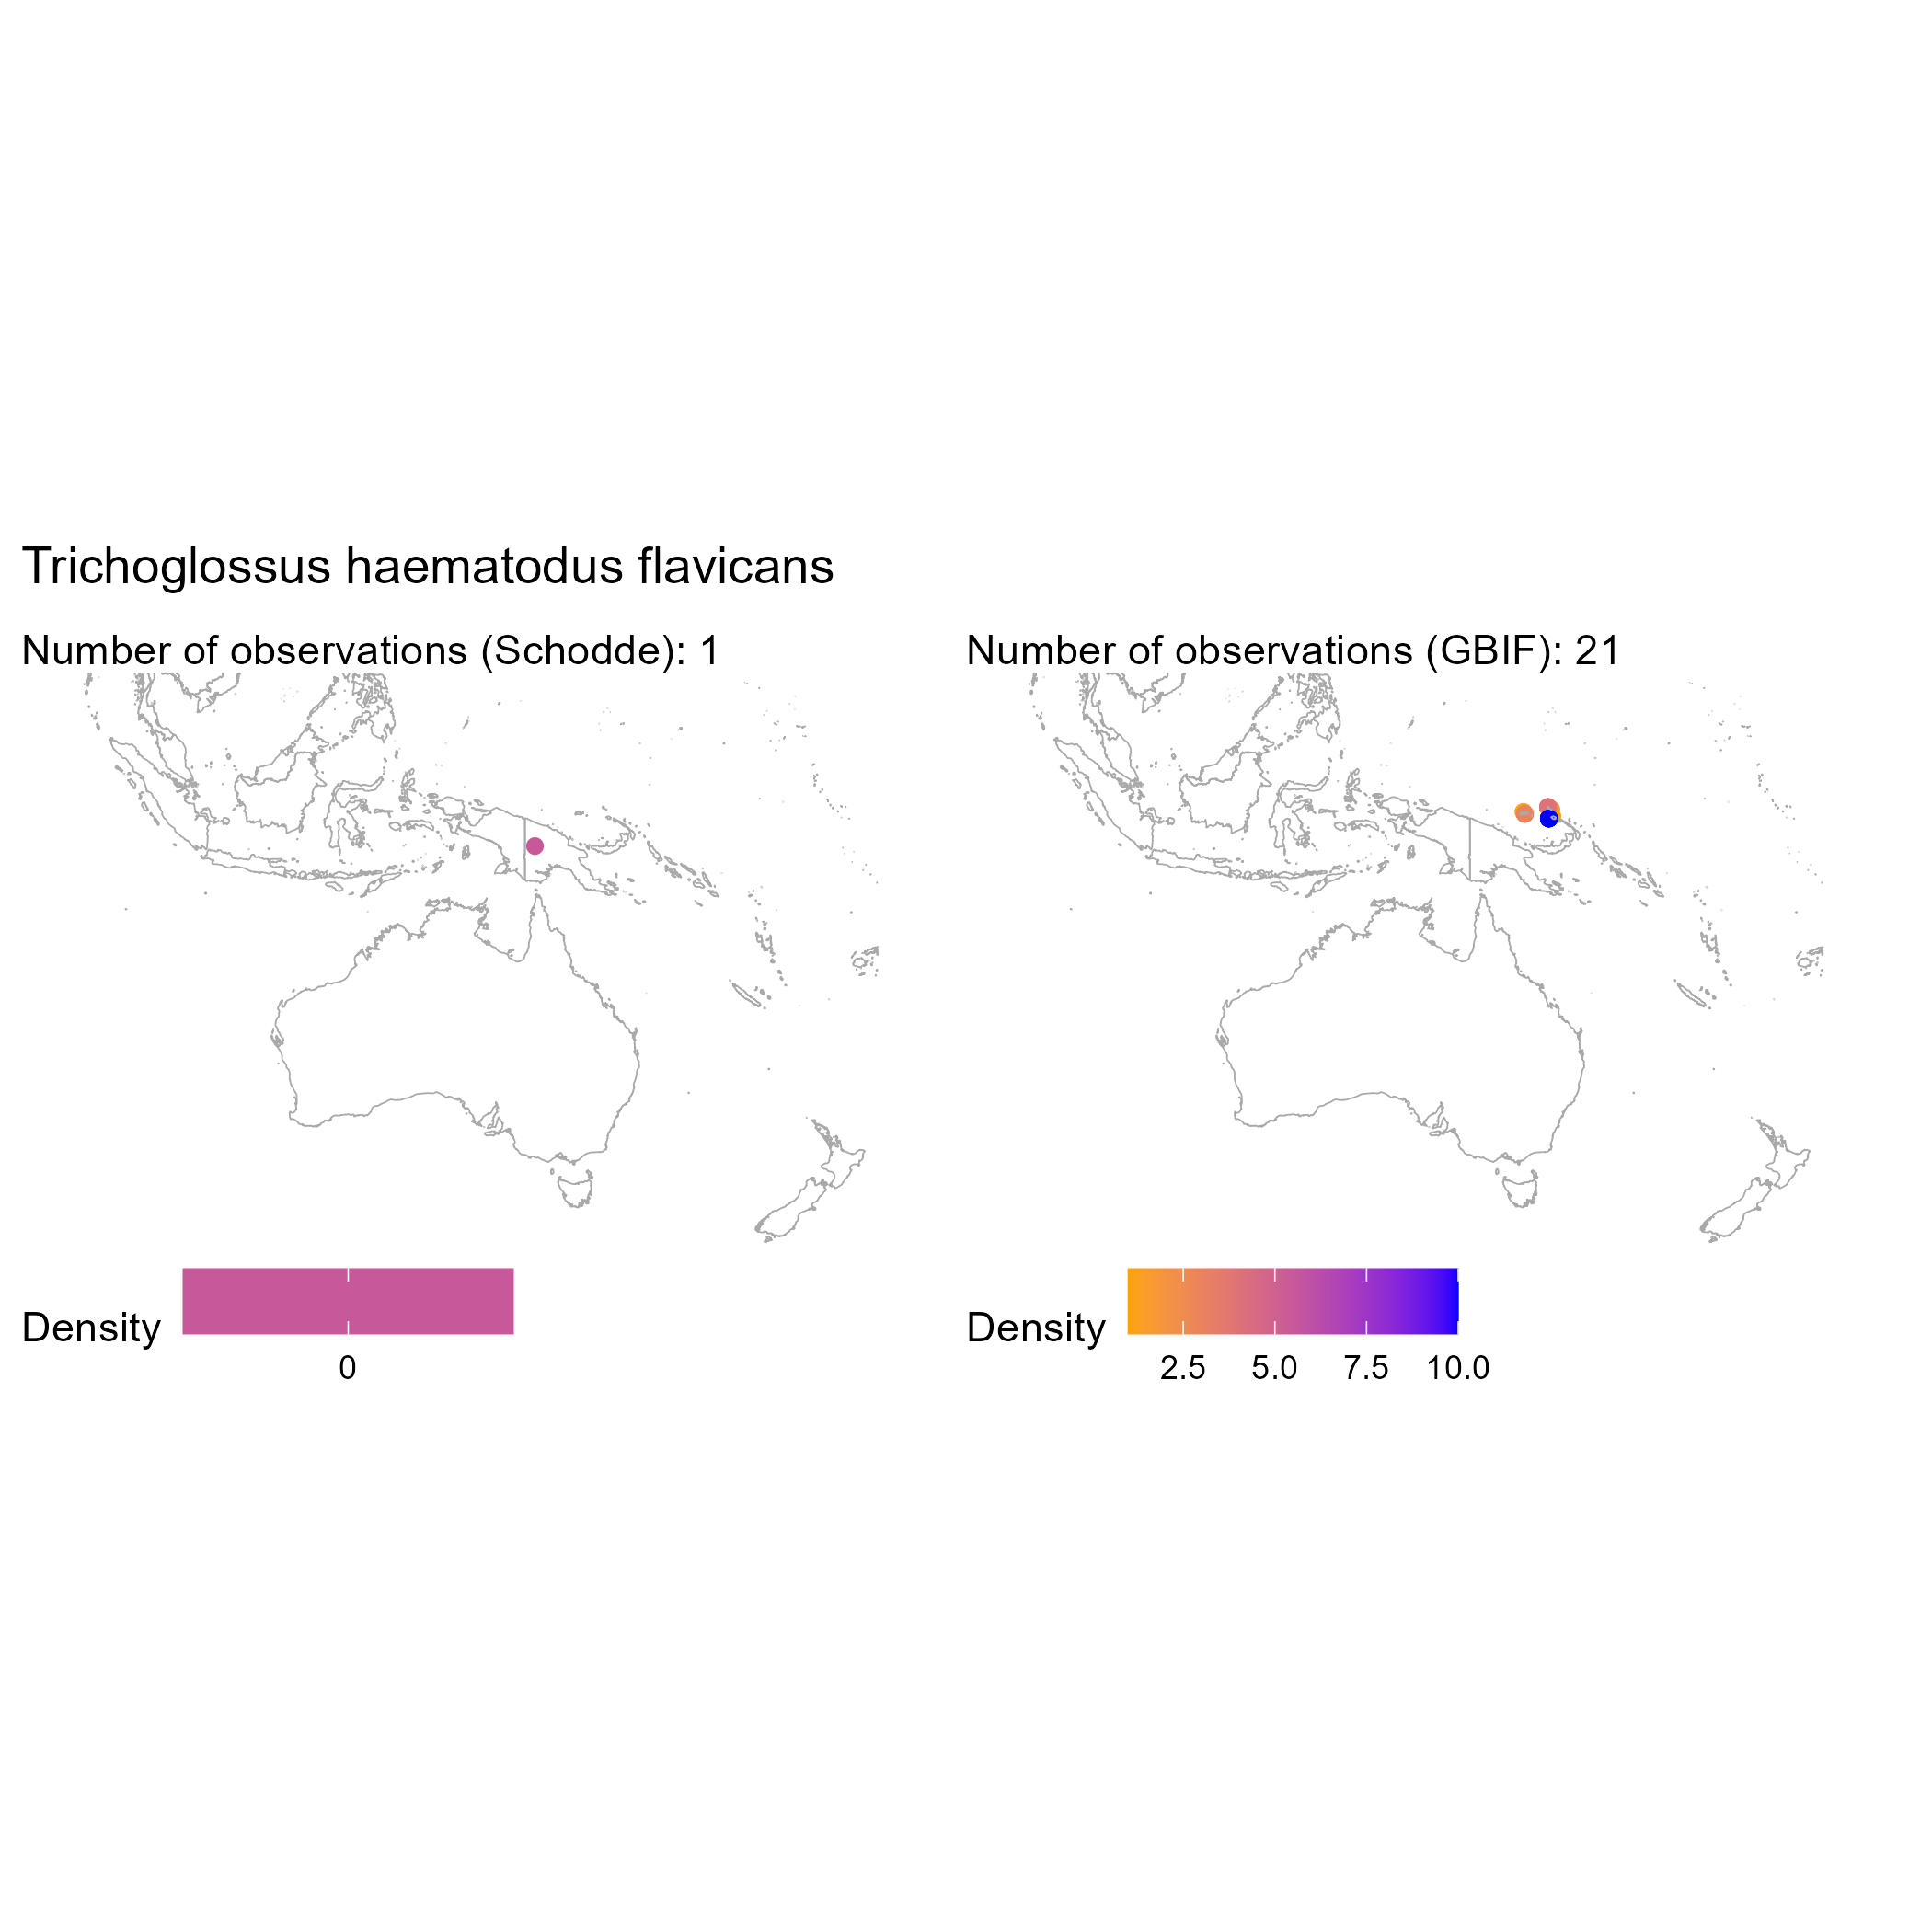 Trichoglossus haematodus flavicans
Number of observations (Schodde): 1
Number of observations (GBIF): 21
Density
0
Density
2.5 5.0 7.5 10.0